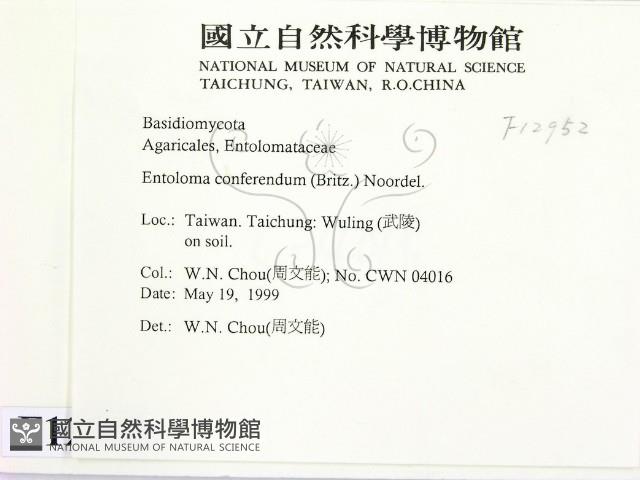 國立自然科學博物館
NATIONAL MUSEUM OF NATURAL SCIENCE
TAICHUNG, TAIWAN, R.O.CHINA
Basidiomycota
F12952
Agaricales, Entolomataceae
Entoloma conferendum (Britz.) Noordel.
Loc.: Taiwan. Taichung: Wuling (武陵)
on soil.
Col.: W.N. Chou(周文能); No. CWN 04016
Date: May 19, 1999
Det.: W.N. Chou(周文能)
國立自然科學博物館
NATIONAL MUSEUM OF NATURAL SCIENCE